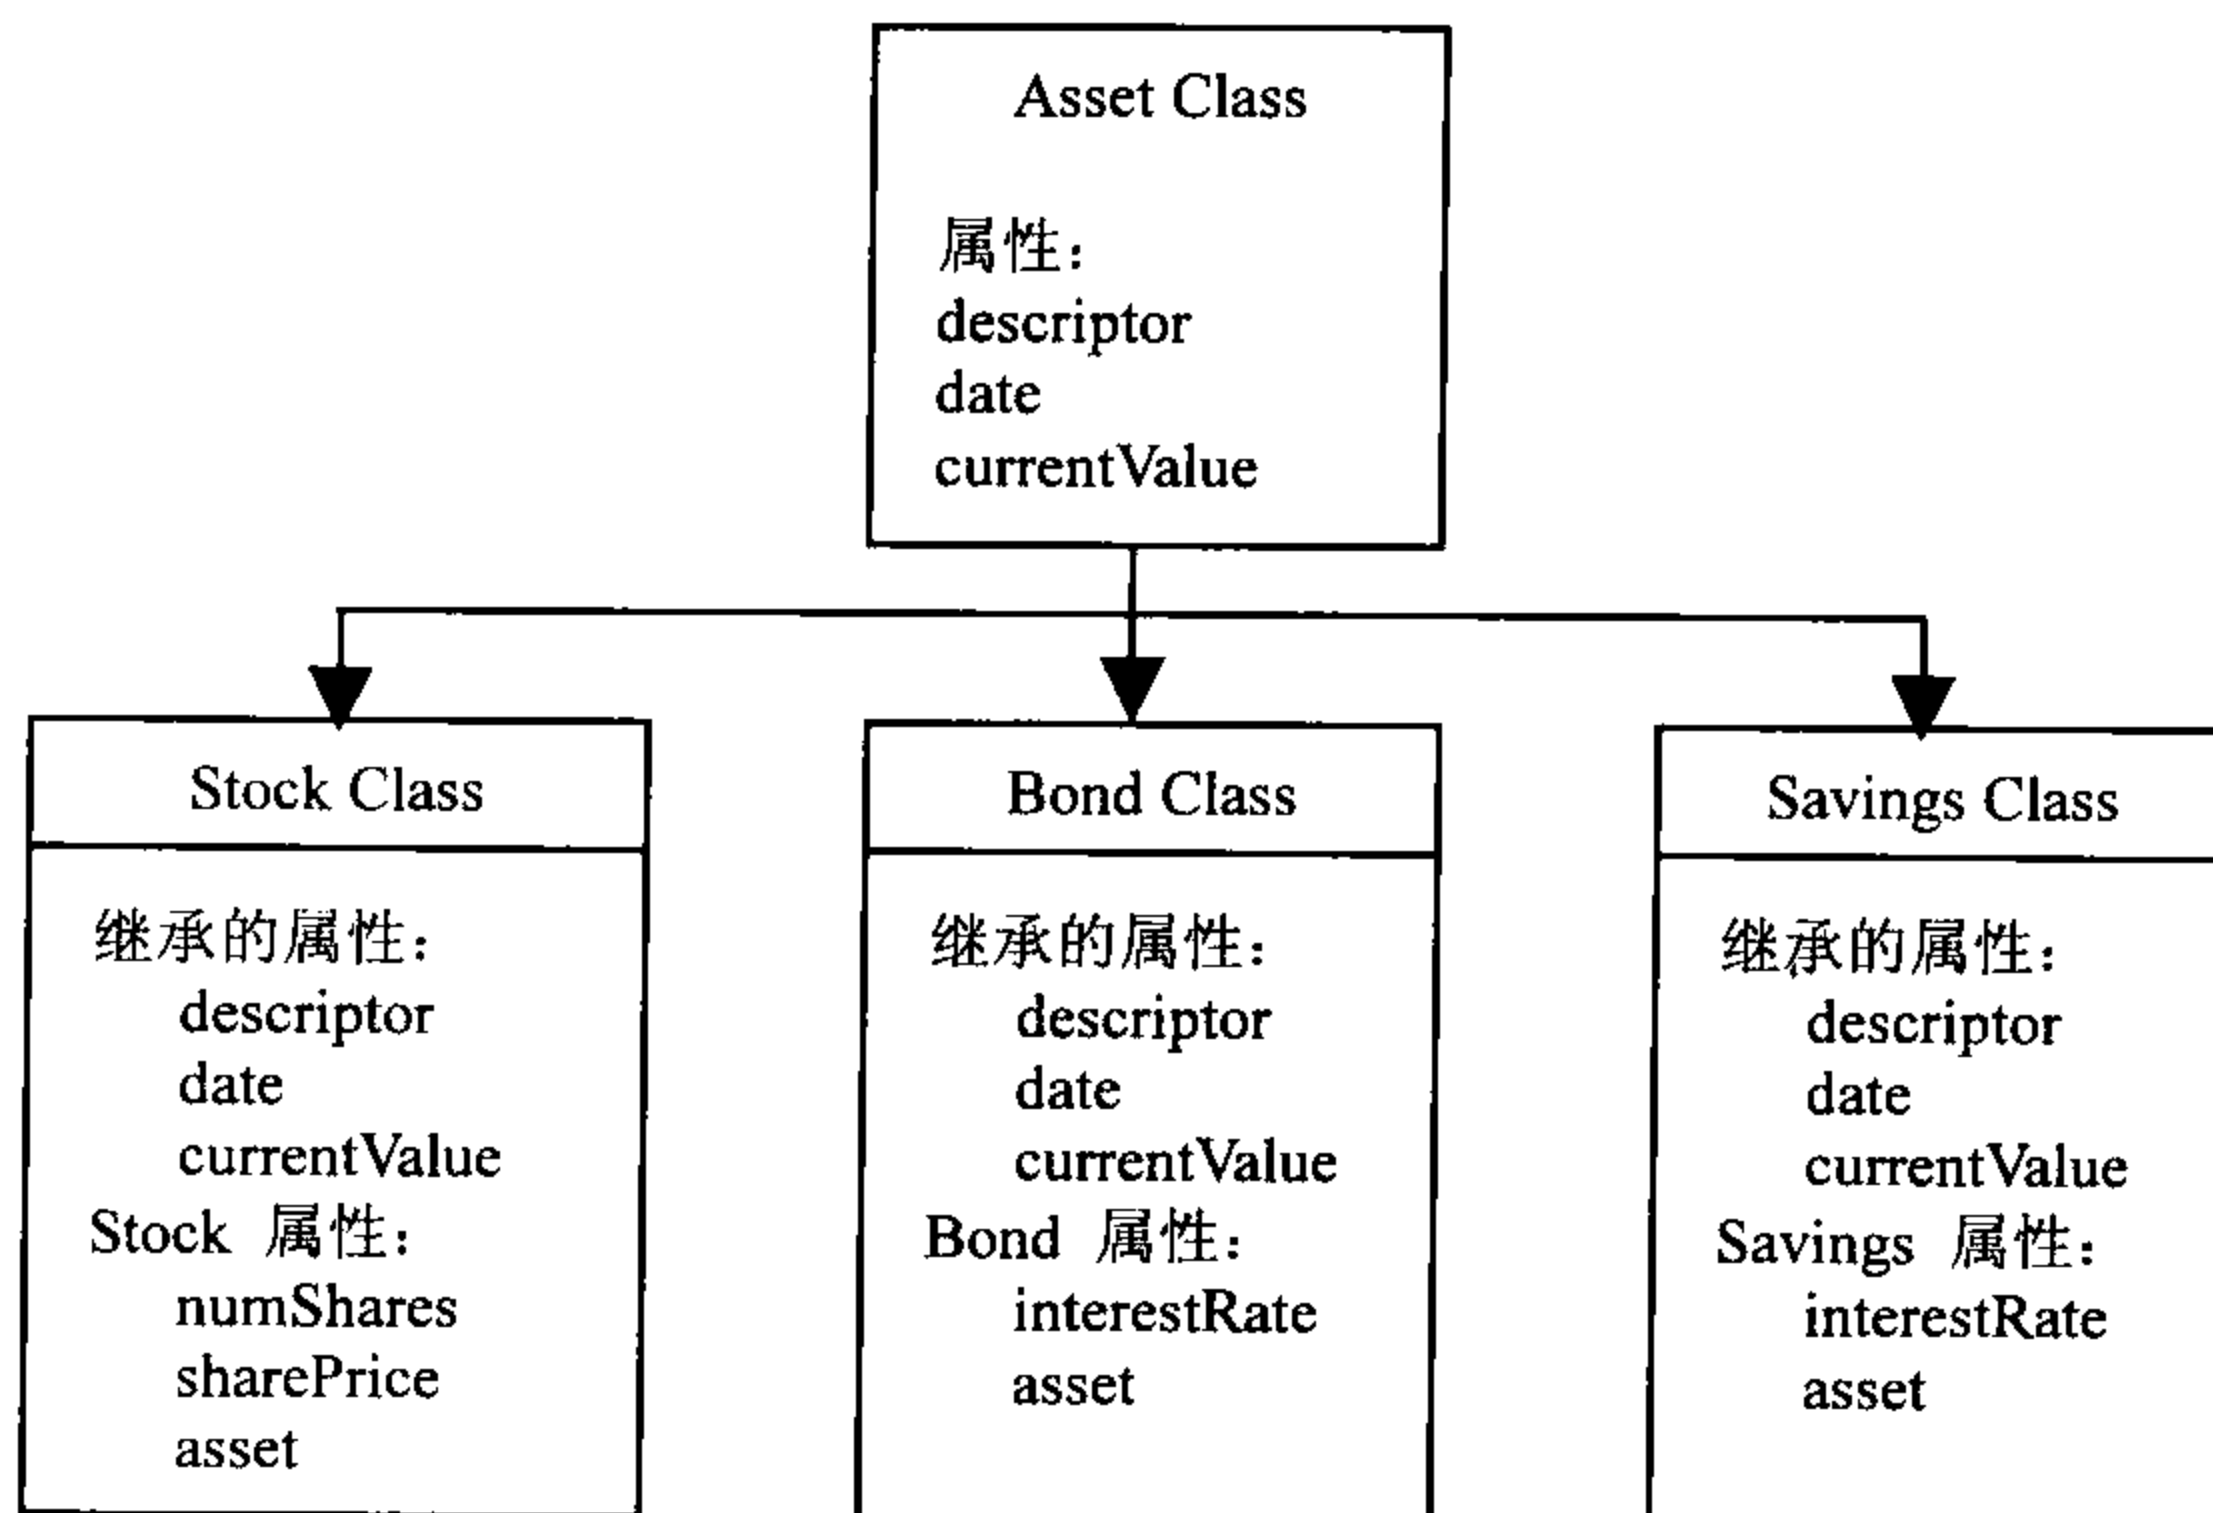 Asset Class
属性：
descriptor
date
currentValue
Stock Class
继承的属性：
descriptor
date
currentValue
Stock 属性：
numShares
sharePrice
asset
Bond Class
继承的属性：
descriptor
date
currentValue
Bond 属性：
interestRate
asset
Savings Class
继承的属性：
descriptor
date
currentValue
Savings 属性：
interestRate
asset